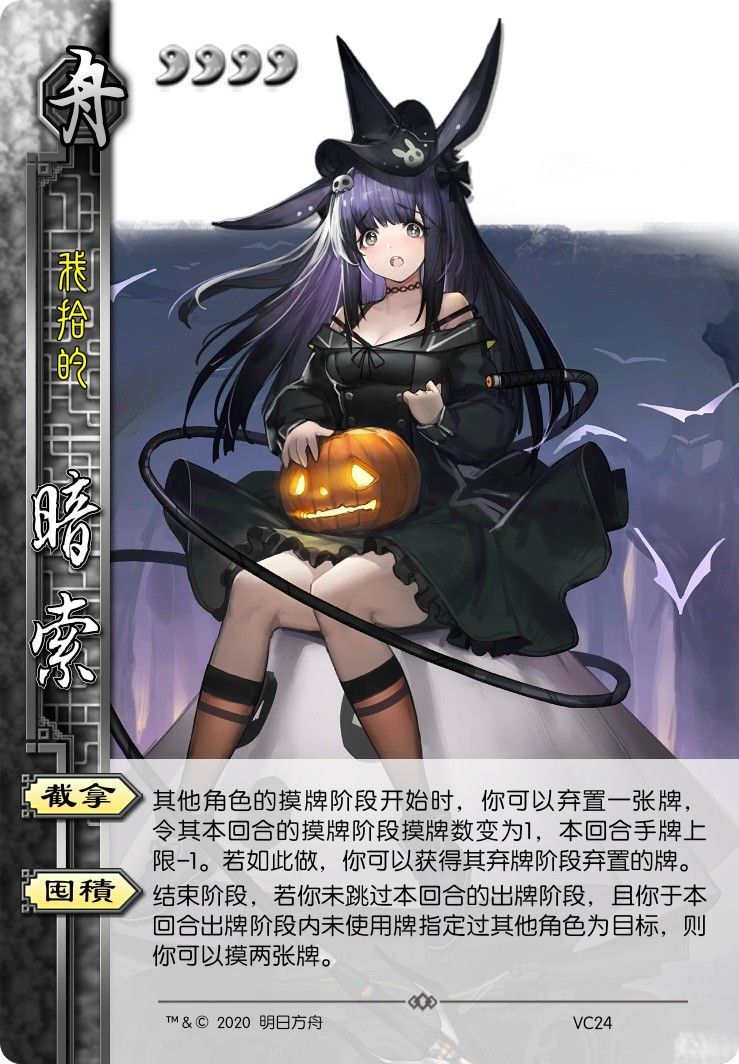 舟
我拾的
暗索
截拿
其他角色的摸牌阶段开始时，你可以弃置一张牌，
令其本回合的摸牌阶段摸牌数变为1，本回合手牌上
限-1。若如此做，你可以获得其弃牌阶段弃置的牌。
囤積
结束阶段，若你未跳过本回合的出牌阶段，且你于本
回合出牌阶段内未使用牌指定过其他角色为目标，则
你可以摸两张牌。
™&© 2020 明日方舟
VC24